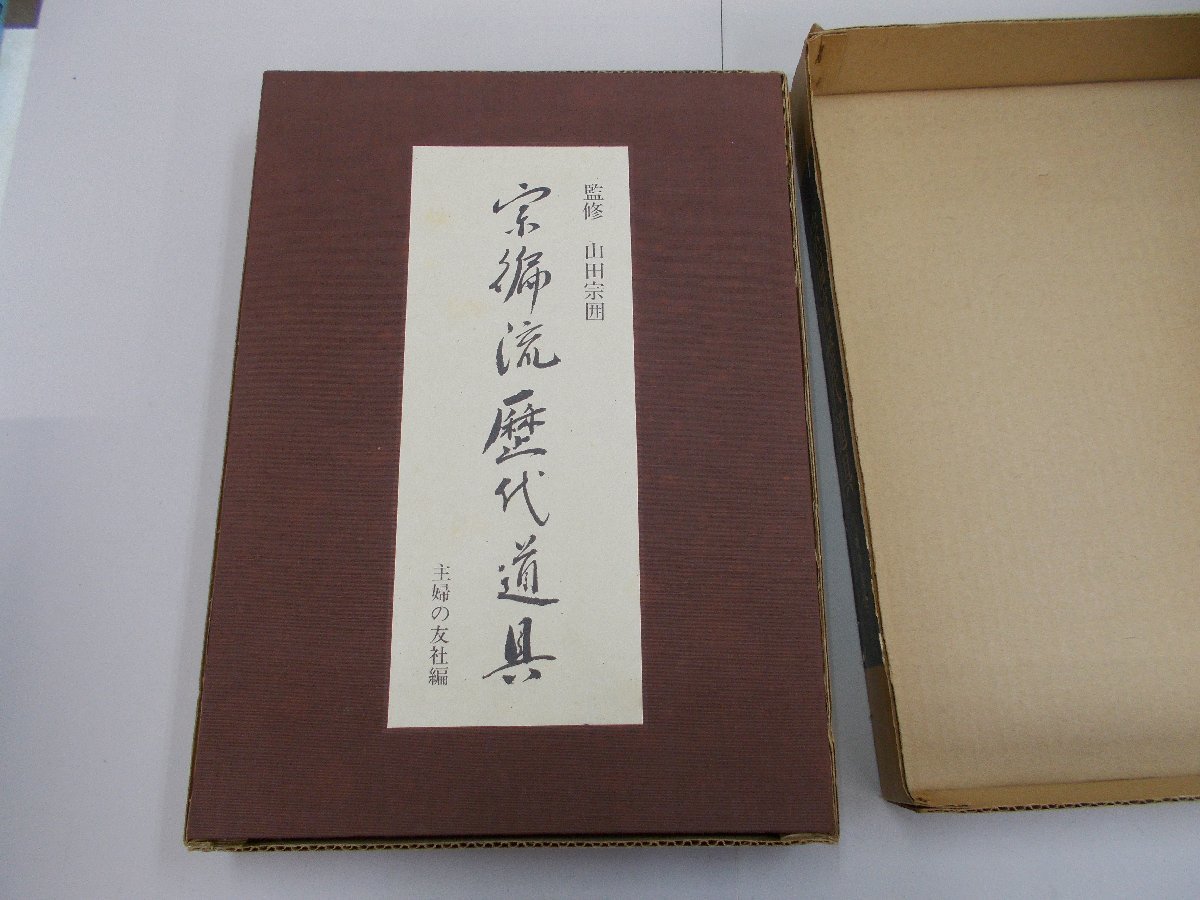 監修 山田宗囲
宗徧流歴代道具
主婦の友社編